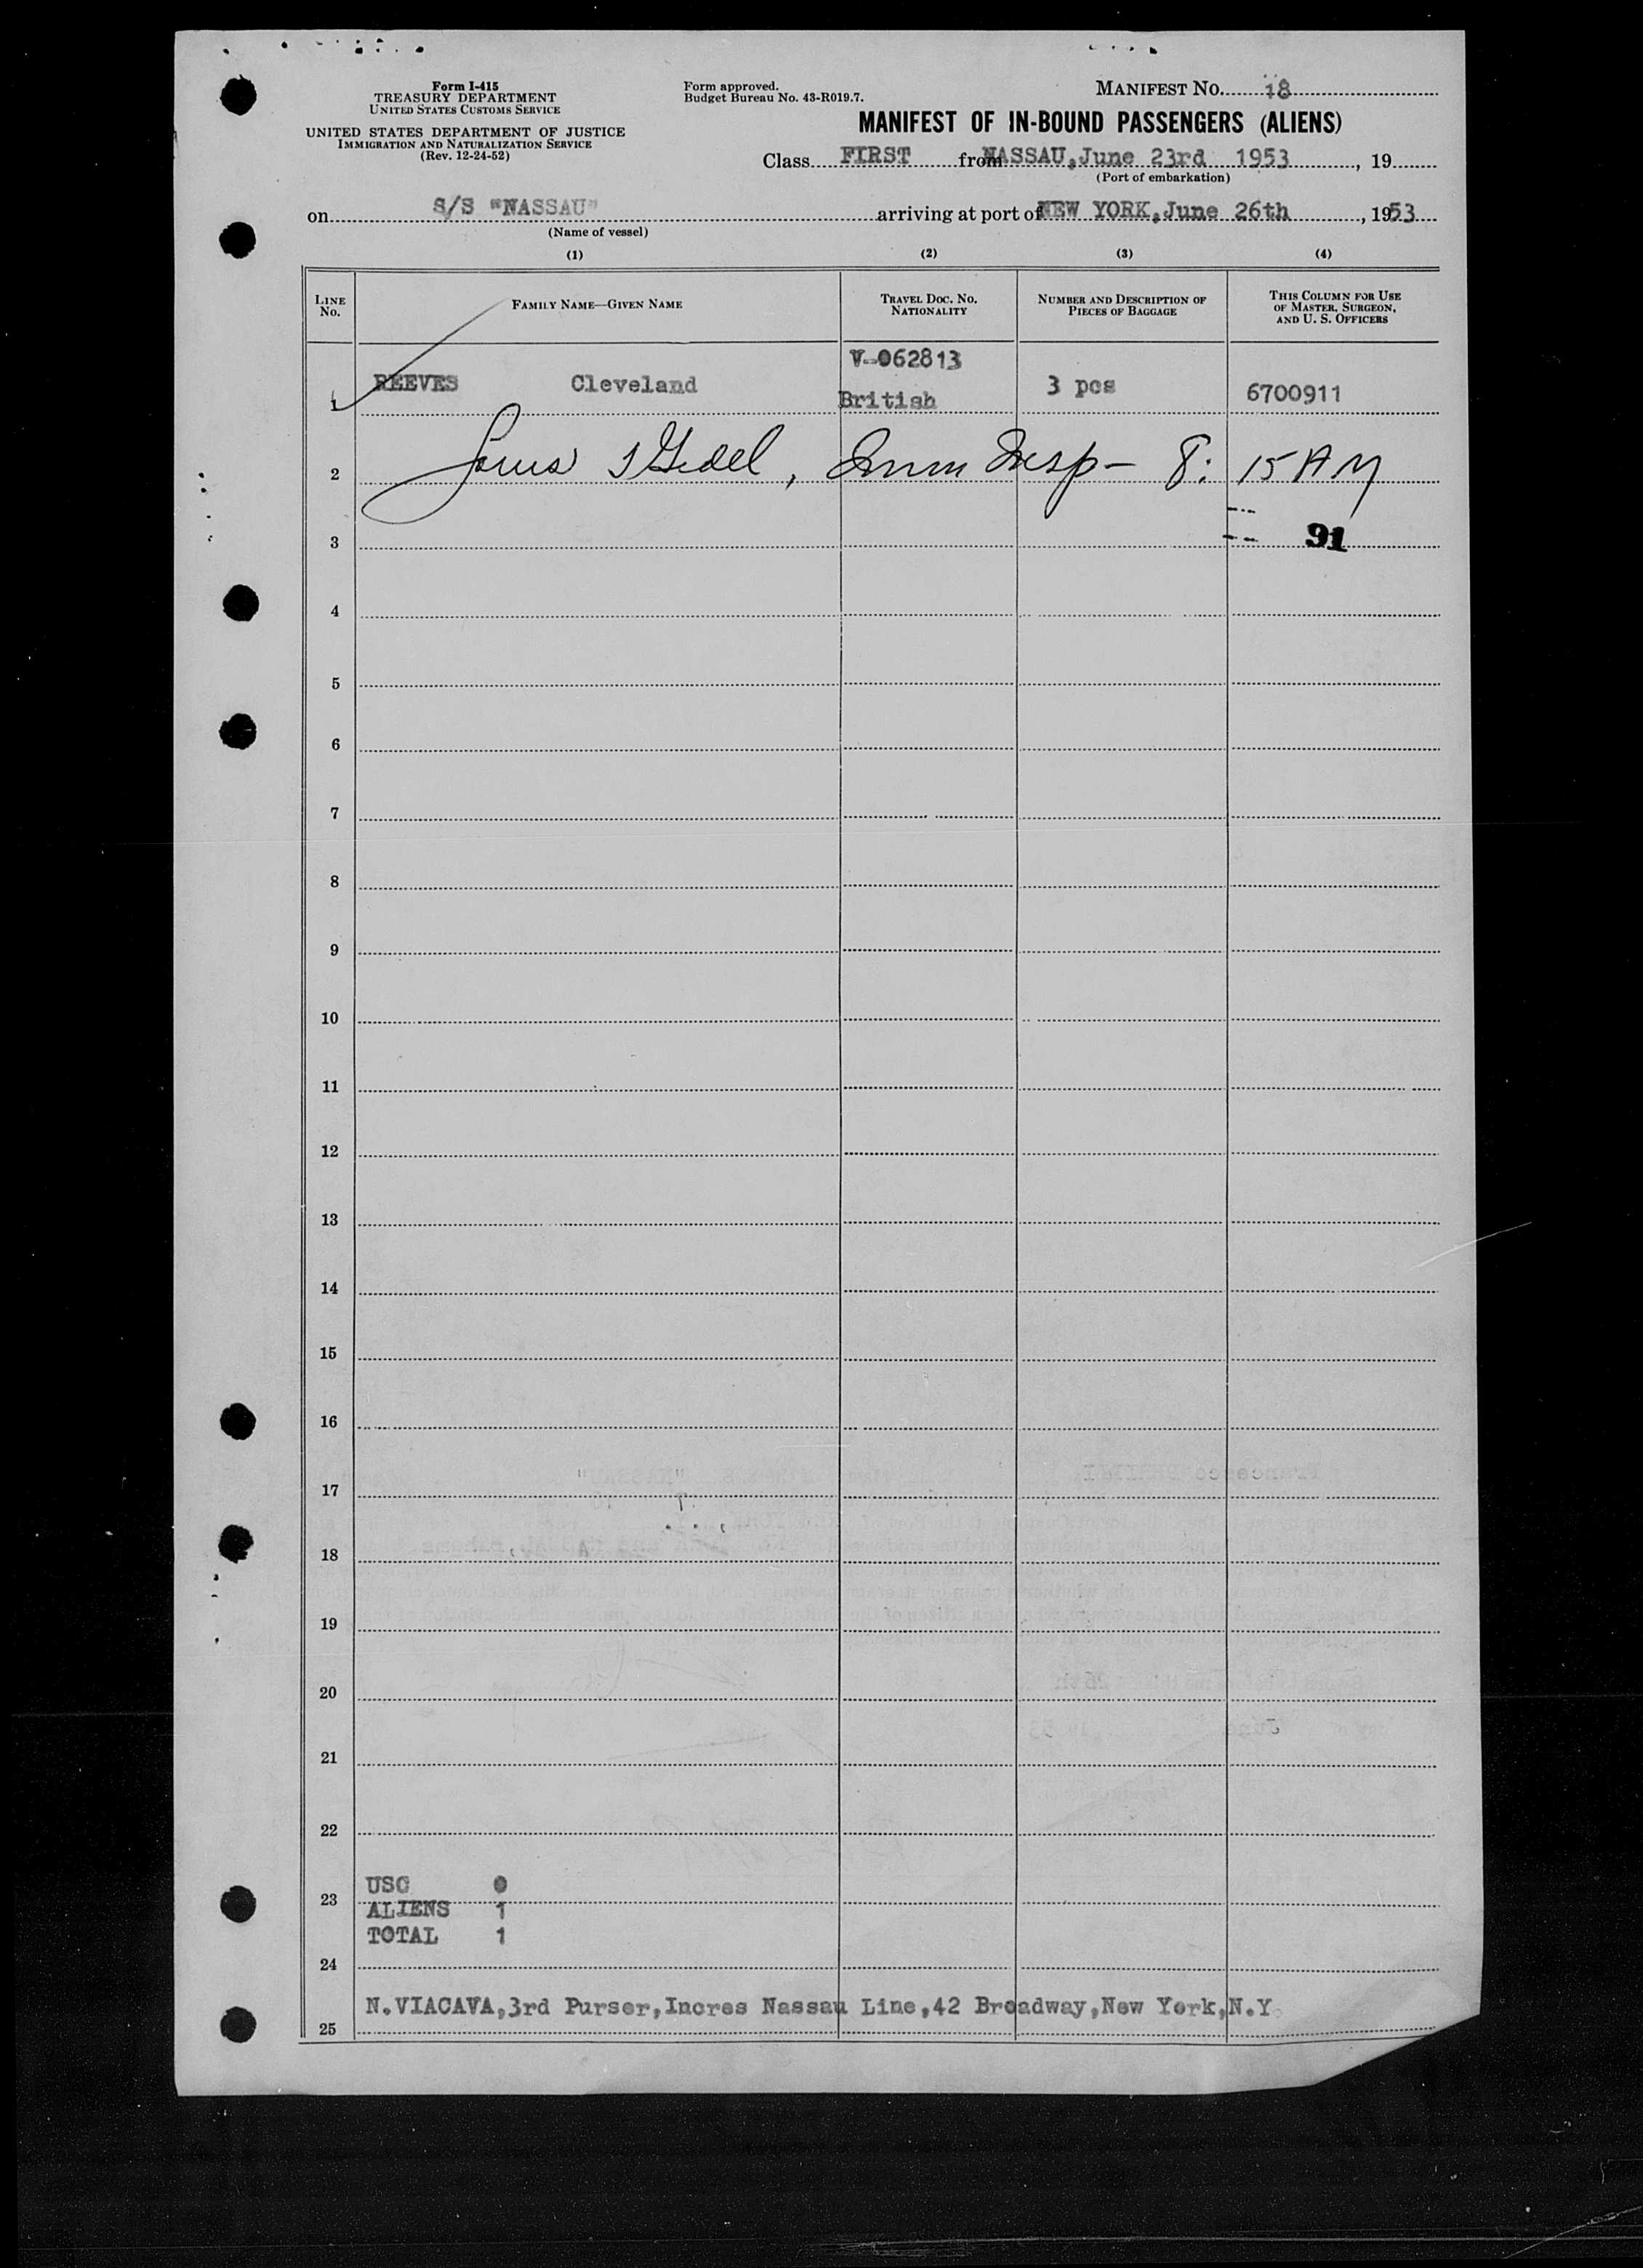 Form I-415
TREASURY DEPARTMENT
UNITED STATES CUSTOMS SERVICE
UNITED STATES DEPARTMENT OF JUSTICE
IMMIGRATION AND NATURALIZATION SERVICE
(Rev. 12-24-52)
Form approved.
Budget Bureau No. 43-R019.7.
MANIFEST NO. 18
MANIFEST OF IN-BOUND PASSENGERS (ALIENS)
Class FIRST from NASSAU, June 23rd 1953, 19
(Port of embarkation)
on S/S "NASSAU" arriving at port of NEW YORK, June 26th, 1953
(Name of vessel)
(1) (2) (3) (4)
LINE NO.
FAMILY NAME—GIVEN NAME
TRAVEL DOC. NO.
NATIONALITY
NUMBER AND DESCRIPTION OF
PIECES OF BAGGAGE
THIS COLUMN FOR USE
OF MASTER, SURGEON,
AND U. S. OFFICERS
V-062813
1 REEVES Cleveland British 3 pcs 6700911
2 Imm Insp - 8:15 AM
3 91
4
5
6
7
8
9
10
11
12
13
14
15
16
17
18
19
20
21
22
USC 0
23
ALIENS 1
TOTAL 1
24
N.VIACAVA,3rd Purser,Incres Nassau Line,42 Broadway,New York,N.Y.
25